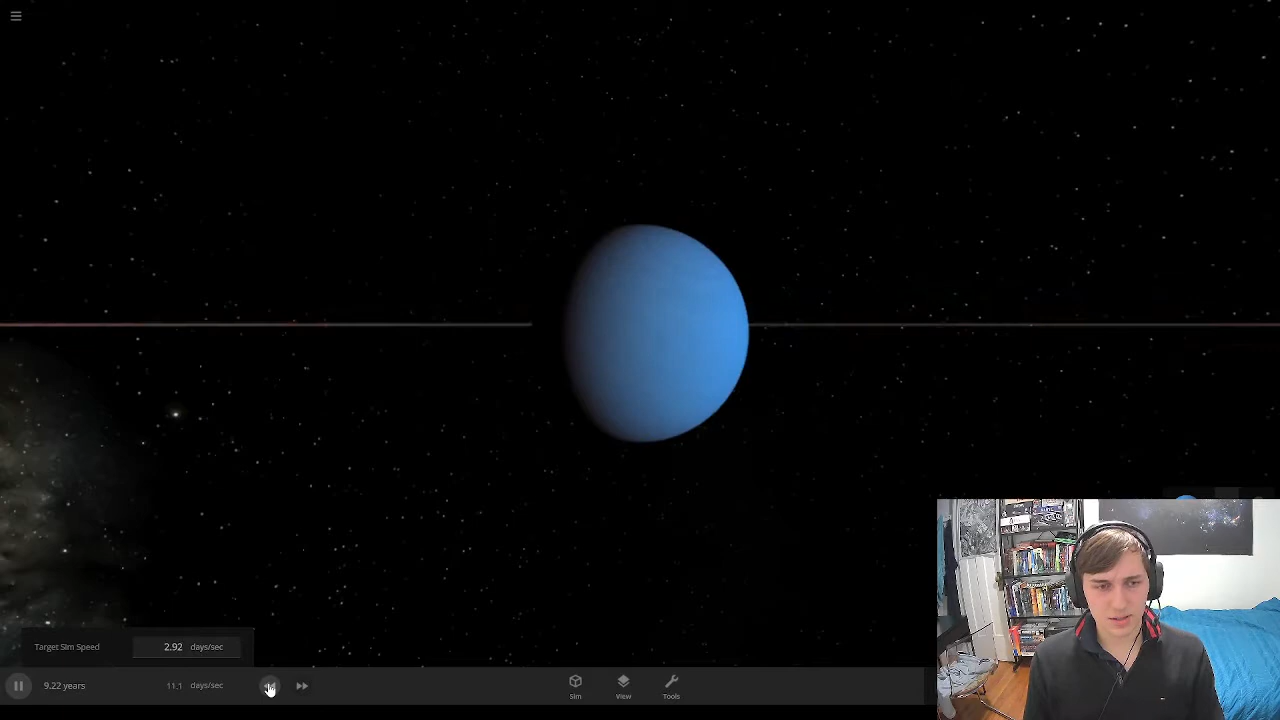 Target Sim Speed 2.92 days/sec
9.22 years 11.1 days/sec
Sim View Tools